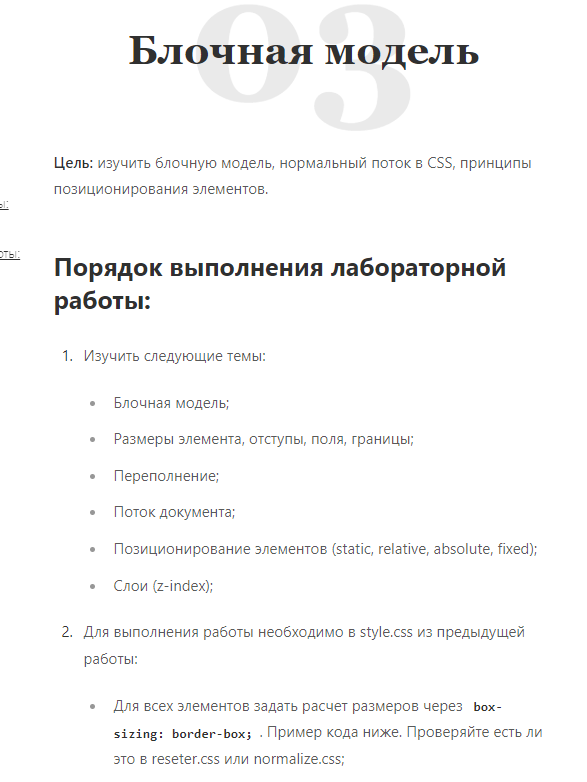 03
Блочная модель
Цель: изучить блочную модель, нормальный поток в CSS, принципы
позиционирования элементов.
ы:
оты:
Порядок выполнения лабораторной
работы:
1. Изучить следующие темы:
• Блочная модель;
• Размеры элемента, отступы, поля, границы;
• Переполнение;
• Поток документа;
• Позиционирование элементов (static, relative, absolute, fixed);
• Слои (z-index);
2. Для выполнения работы необходимо в style.css из предыдущей
работы:
• Для всех элементов задать расчет размеров через box-
sizing: border-box; . Пример кода ниже. Проверяйте есть ли
это в reseter.css или normalize.css;